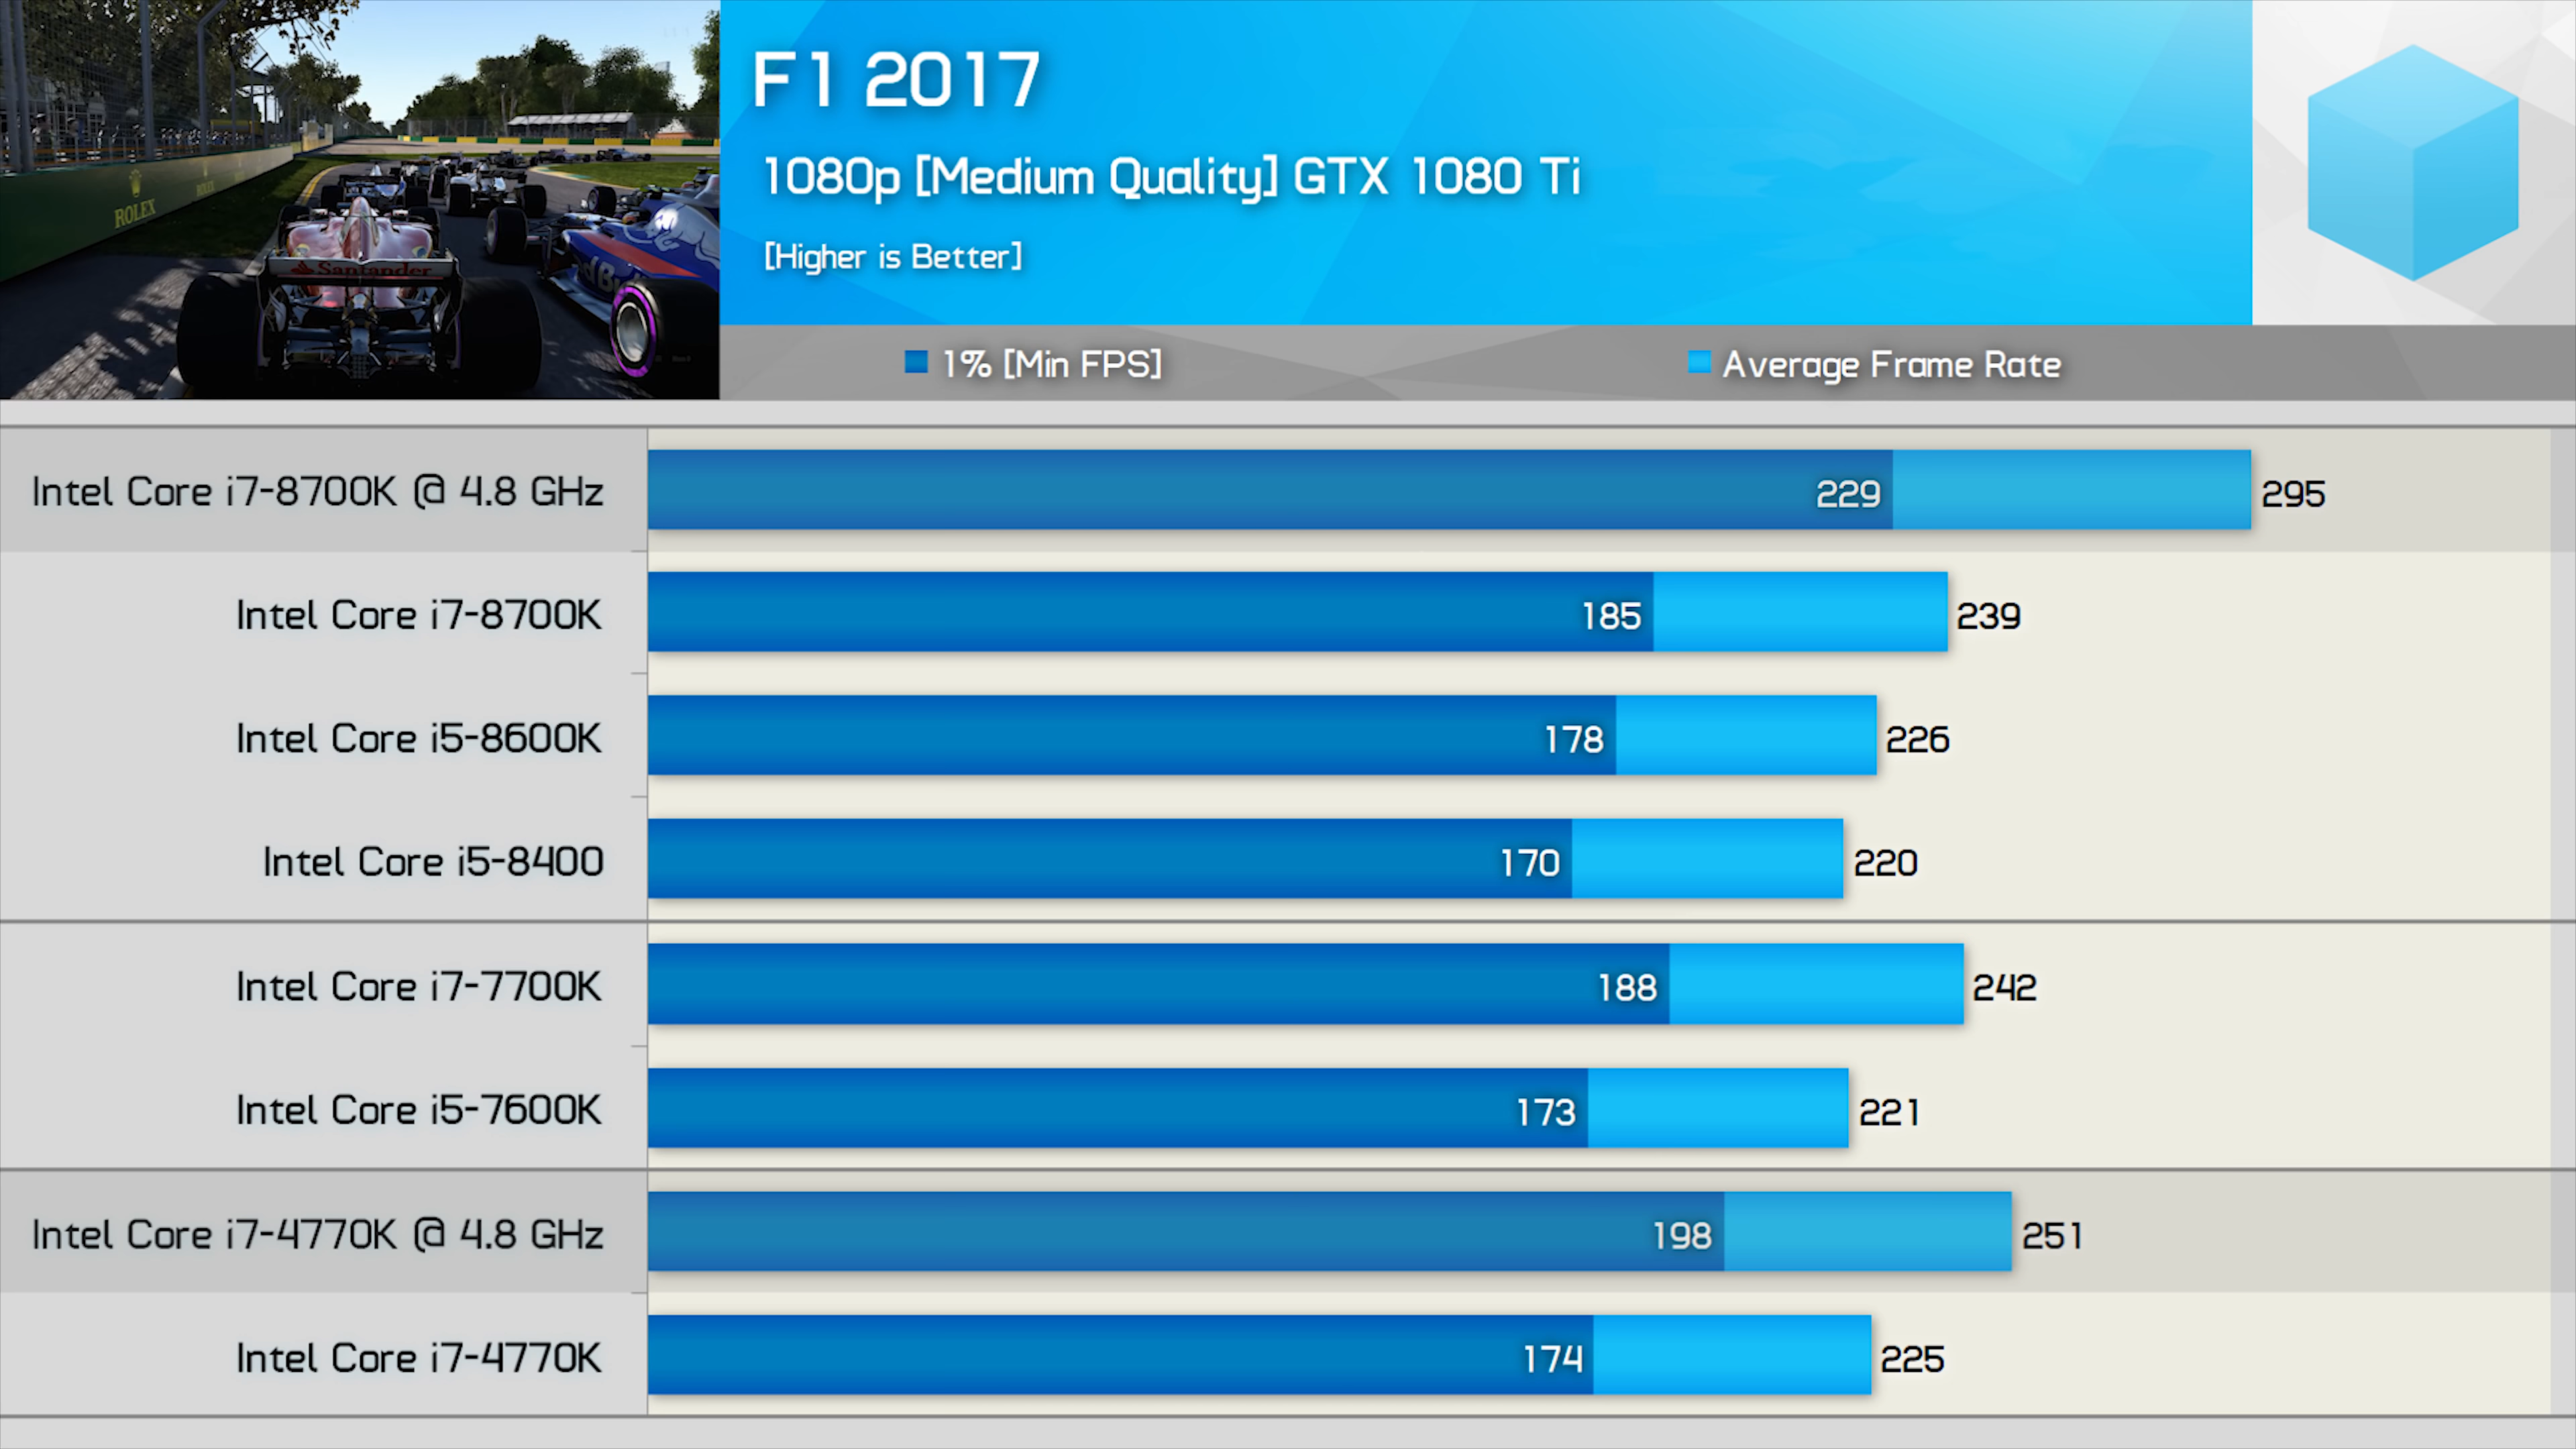 F1 2017
1080p [Medium Quality] GTX 1080 Ti
[Higher is Better]
ROLEX
ROLEX
Santander
1% [Min FPS]
Average Frame Rate
Intel Core i7-8700K @ 4.8 GHz 229 295
Intel Core i7-8700K 185 239
Intel Core i5-8600K 178 226
Intel Core i5-8400 170 220
Intel Core i7-7700K 188 242
Intel Core i5-7600K 173 221
Intel Core i7-4770K @ 4.8 GHz 198 251
Intel Core i7-4770K 174 225